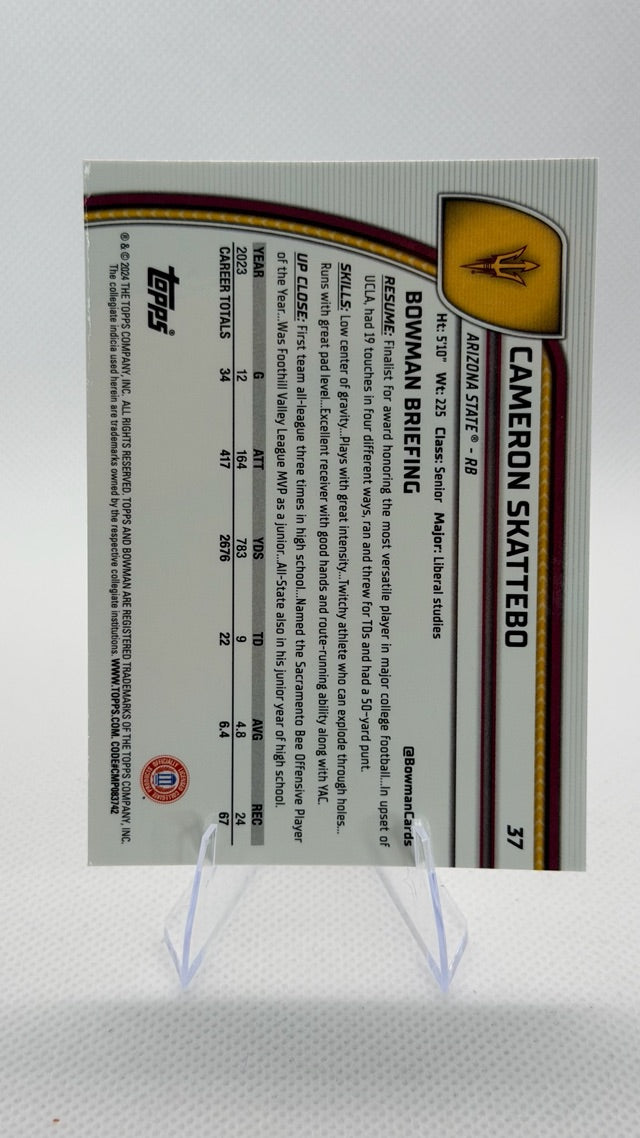 CAMERON SKATTEBO 37
ARIZONA STATE® - RB
Ht: 5'10" Wt: 225 Class: Senior Major: Liberal studies
BOWMAN BRIEFING @BowmanCards
RESUME: Finalist for award honoring the most versatile player in major college football...In upset of
UCLA, had 19 touches in four different ways, ran and threw for TDs and had a 50-yard punt.
SKILLS: Low center of gravity...Plays with great intensity...Twitchy athlete who can explode through holes...
Runs with great pad level...Excellent receiver with good hands and route-running ability along with YAC.
UP CLOSE: First team all-league three times in high school...Named the Sacramento Bee Offensive Player
of the Year...Was Foothill Valley League MVP as a junior...All-State also in his junior year of high school.
YEAR G ATT YDS TD AVG REC
2023 12 164 783 9 4.8 24
CAREER TOTALS 34 417 2676 22 6.4 67
topps®
OFFICIALLY LICENSED COLLEGIATE PRODUCTS
® & © 2024 THE TOPPS COMPANY, INC. ALL RIGHTS RESERVED. TOPPS AND BOWMAN ARE REGISTERED TRADEMARKS OF THE TOPPS COMPANY, INC.
The collegiate indicia used herein are trademarks owned by the respective collegiate institutions. WWW.TOPPS.COM. CODE#CMP083742